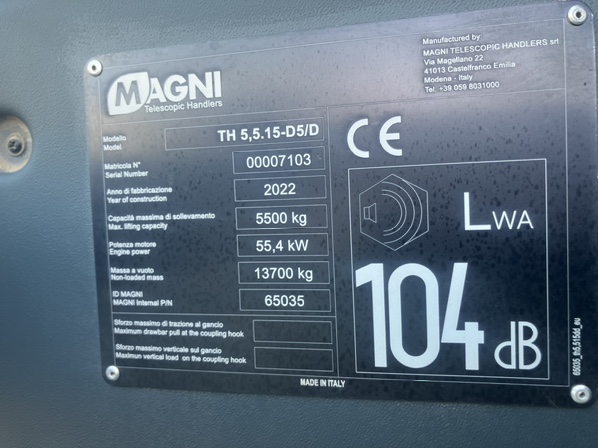 MAGNI
Telescopic Handlers
Manufactured by:
MAGNI TELESCOPIC HANDLERS srl
Via Magellano 22
41013 Castelfranco Emilia
Modena - Italy
Tel. +39 059 8031000
Modello
Model
TH 5,5.15-D5/D
Matricola N°
Serial Number
00007103
Anno di fabbricazione
Year of construction
2022
Capacità massima di sollevamento
Max. lifting capacity
5500 kg
Potenza motore
Engine power
55,4 kW
Massa a vuoto
Non-loaded mass
13700 kg
ID MAGNI
MAGNI Internal P/N
65035
Sforzo massimo di trazione al gancio
Maximum drawbar pull at the coupling hook
Sforzo massimo verticale sul gancio
Maximun vertical load on the coupling hook
CE
LWA
104 dB
MADE IN ITALY
65035_th5,515dd_eu